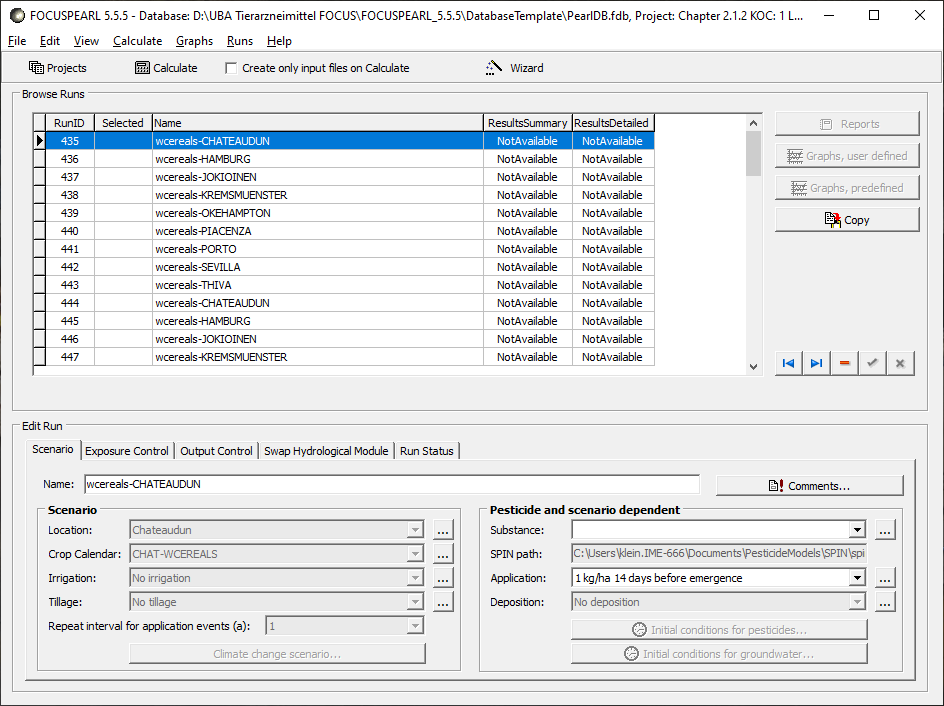 FOCUSPEARL 5.5.5 - Database: D:\UBA Tierarzneimittel FOCUS\FOCUSPEARL_5.5.5\DatabaseTemplate\PearlDB.fdb, Project: Chapter 2.1.2 KOC: 1 L...
File Edit View Calculate Graphs Runs Help
Projects Calculate Create only input files on Calculate Wizard
Browse Runs
RunID Selected Name ResultsSummary ResultsDetailed
435 wcereals-CHATEAUDUN NotAvailable NotAvailable
436 wcereals-HAMBURG NotAvailable NotAvailable
437 wcereals-JOKIOINEN NotAvailable NotAvailable
438 wcereals-KREMSMUENSTER NotAvailable NotAvailable
439 wcereals-OKEHAMPTON NotAvailable NotAvailable
440 wcereals-PIACENZA NotAvailable NotAvailable
441 wcereals-PORTO NotAvailable NotAvailable
442 wcereals-SEVILLA NotAvailable NotAvailable
443 wcereals-THIVA NotAvailable NotAvailable
444 wcereals-CHATEAUDUN NotAvailable NotAvailable
445 wcereals-HAMBURG NotAvailable NotAvailable
446 wcereals-JOKIOINEN NotAvailable NotAvailable
447 wcereals-KREMSMUENSTER NotAvailable NotAvailable
Reports
Graphs, user defined
Graphs, predefined
Copy
Edit Run
Scenario Exposure Control Output Control Swap Hydrological Module Run Status
Name: wcereals-CHATEAUDUN Comments...
Scenario
Location: Chateaudun ...
Crop Calendar: CHAT-WCEREALS ...
Irrigation: No irrigation ...
Tillage: No tillage ...
Repeat interval for application events (a): 1
Climate change scenario...
Pesticide and scenario dependent
Substance: ...
SPIN path: C:\Users\klein.IME-666\Documents\PesticideModels\SPIN\spi
Application: 1 kg/ha 14 days before emergence ...
Deposition: No deposition ...
Initial conditions for pesticides...
Initial conditions for groundwater...